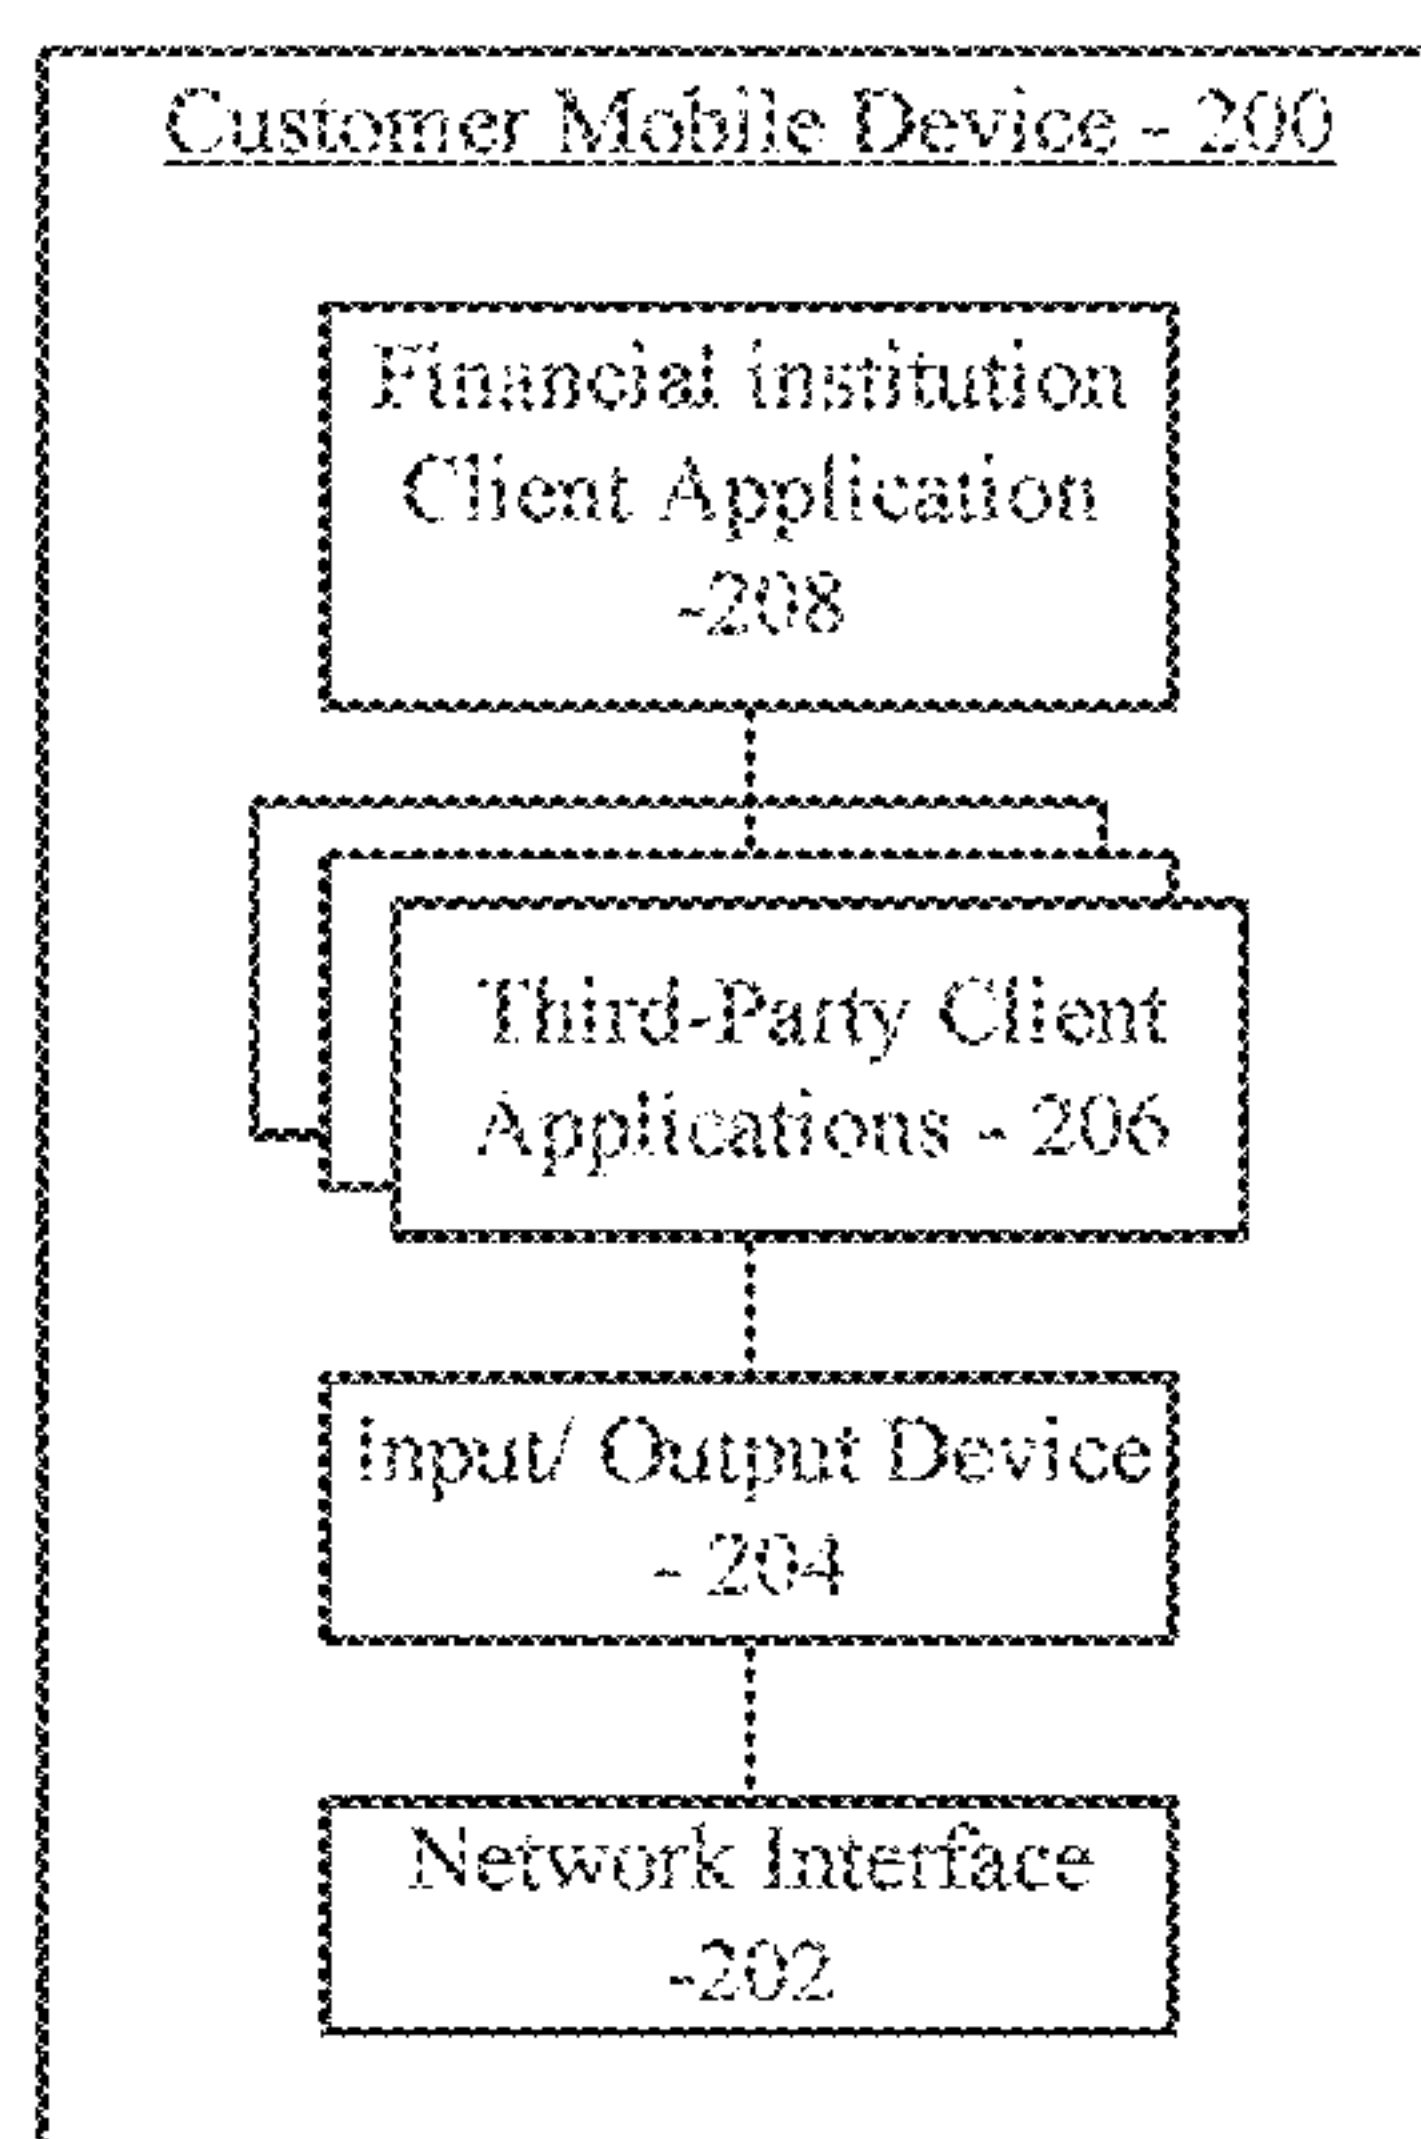 Customer Mobile Device - 200
Financial institution
Client Application
-208
Third-Party Client
Applications - 206
Input/ Output Device
- 204
Network Interface
-202